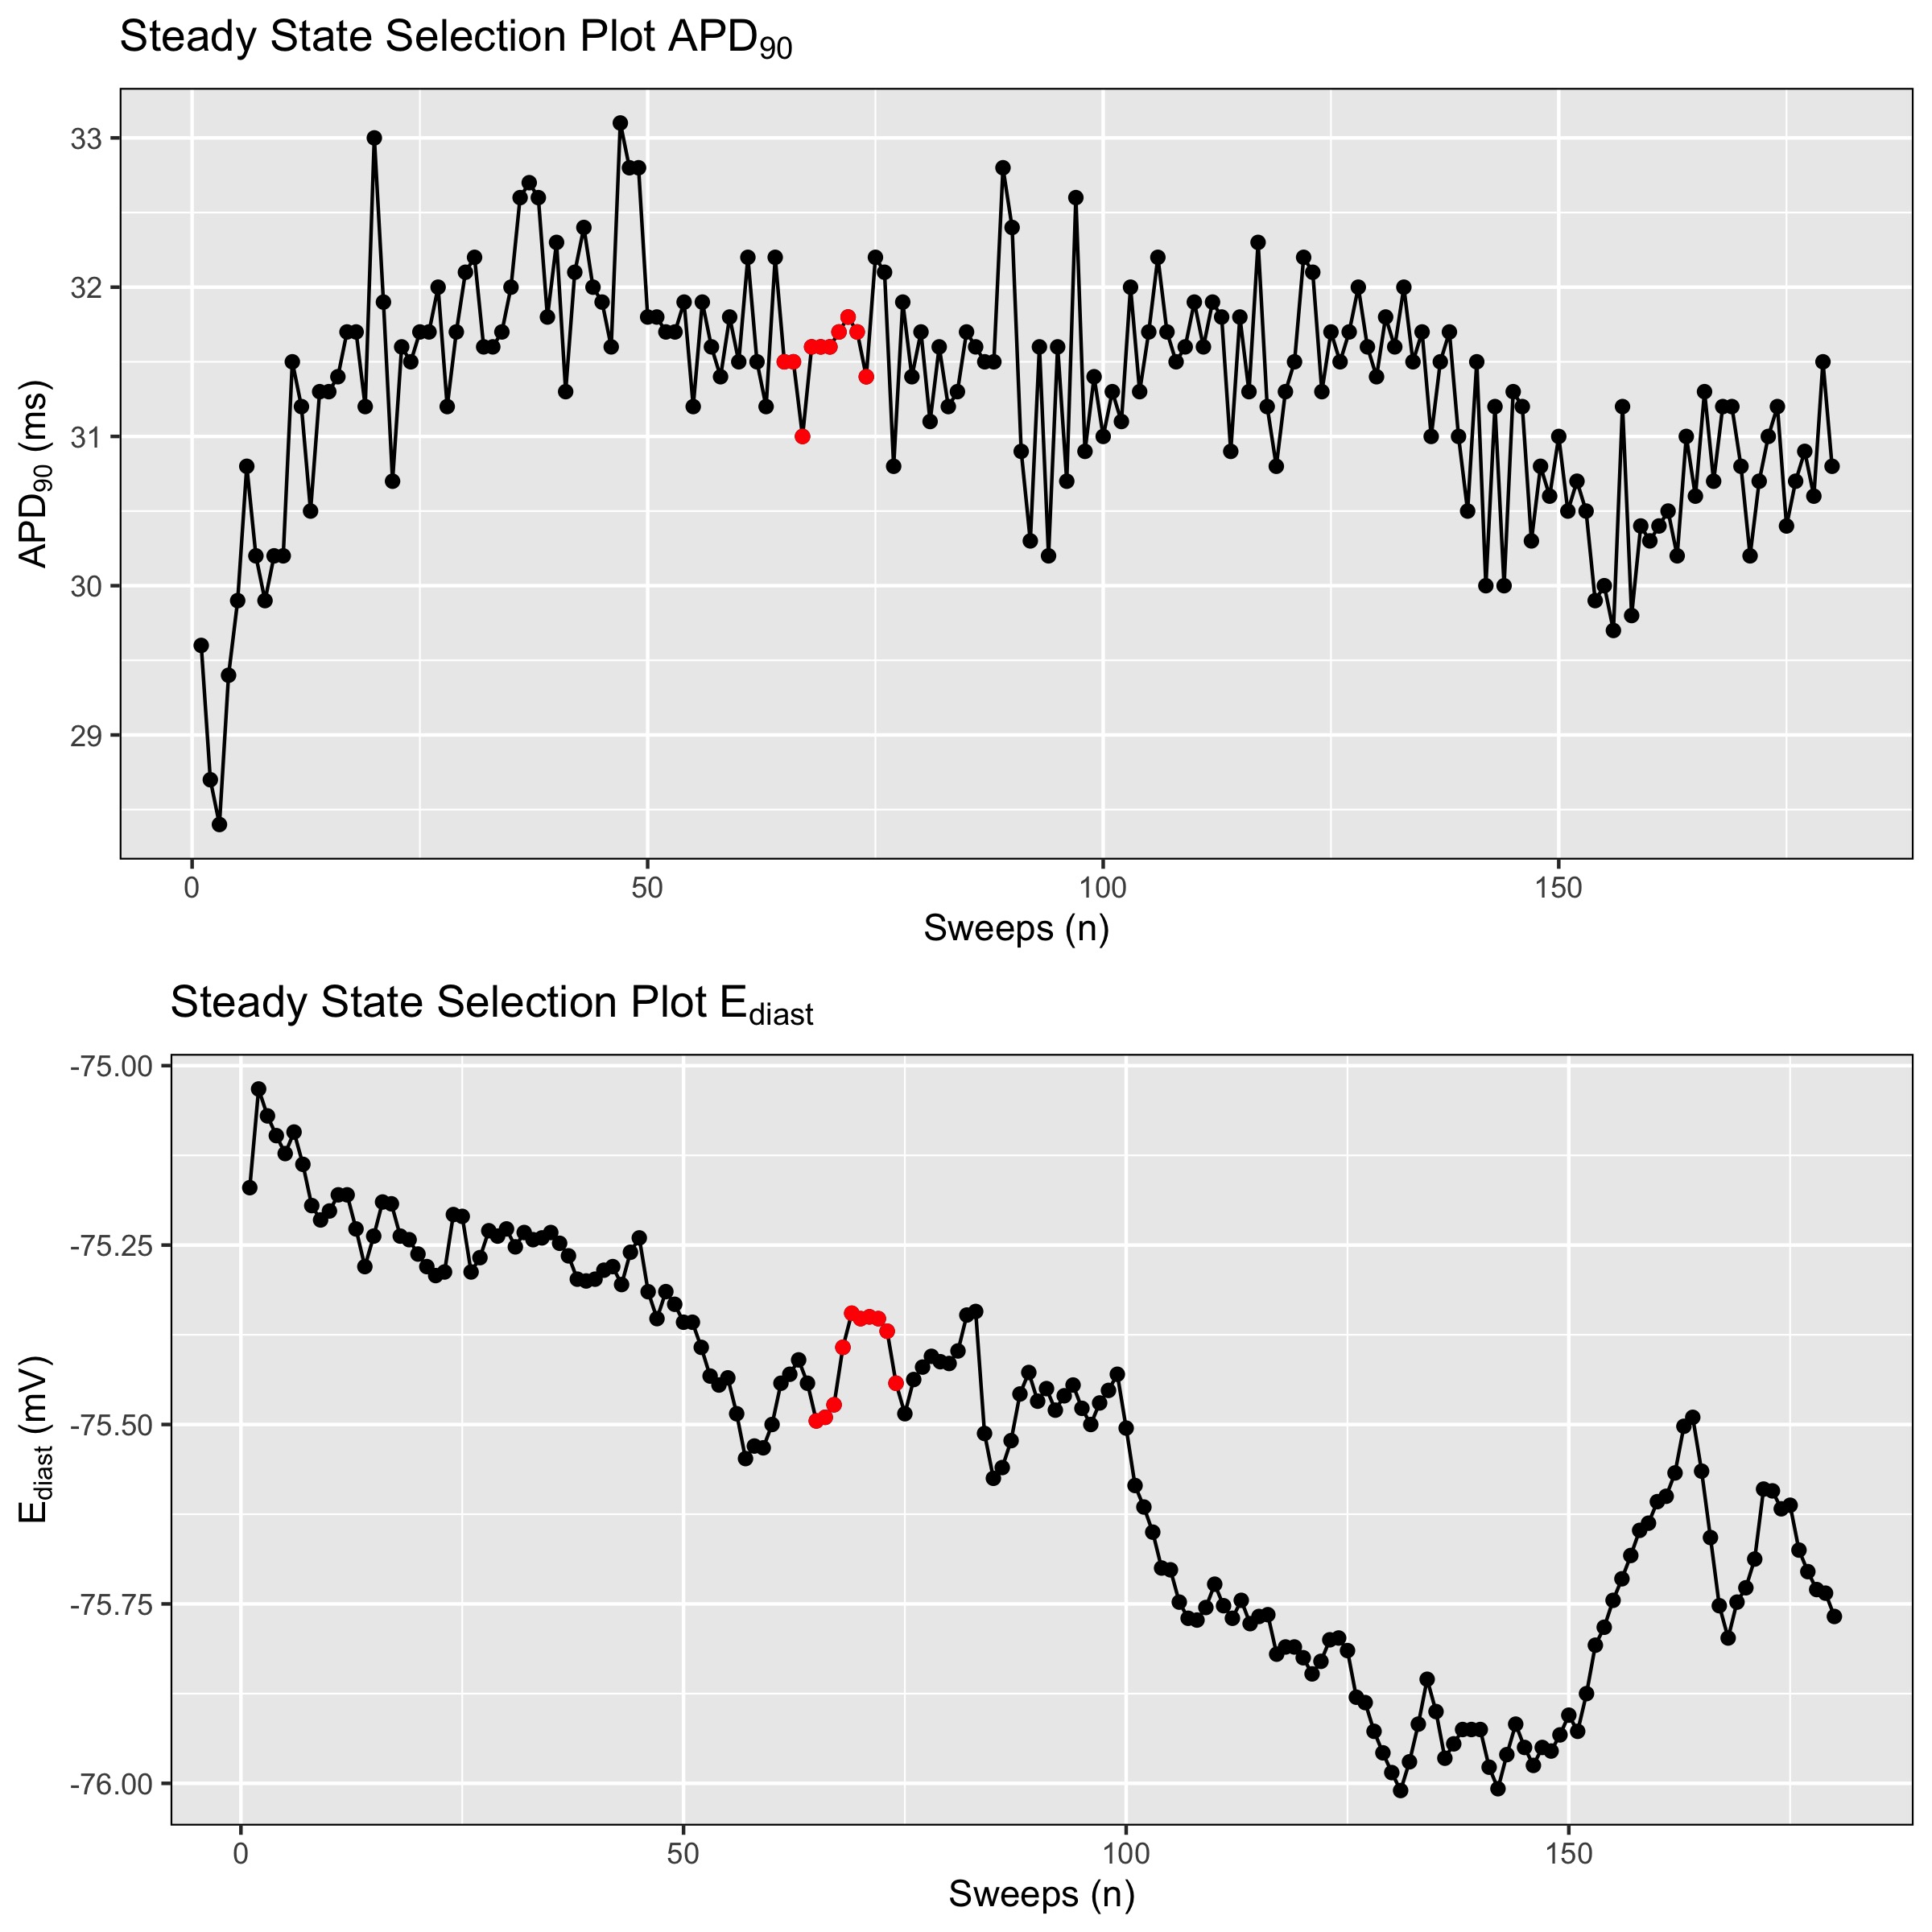 Steady State Selection Plot APD90
33
32
31
30
29
APD90 (ms)
0 50 100 150
Sweeps (n)
Steady State Selection Plot Ediast
-75.00
-75.25
-75.50
-75.75
-76.00
Ediast (mV)
0 50 100 150
Sweeps (n)